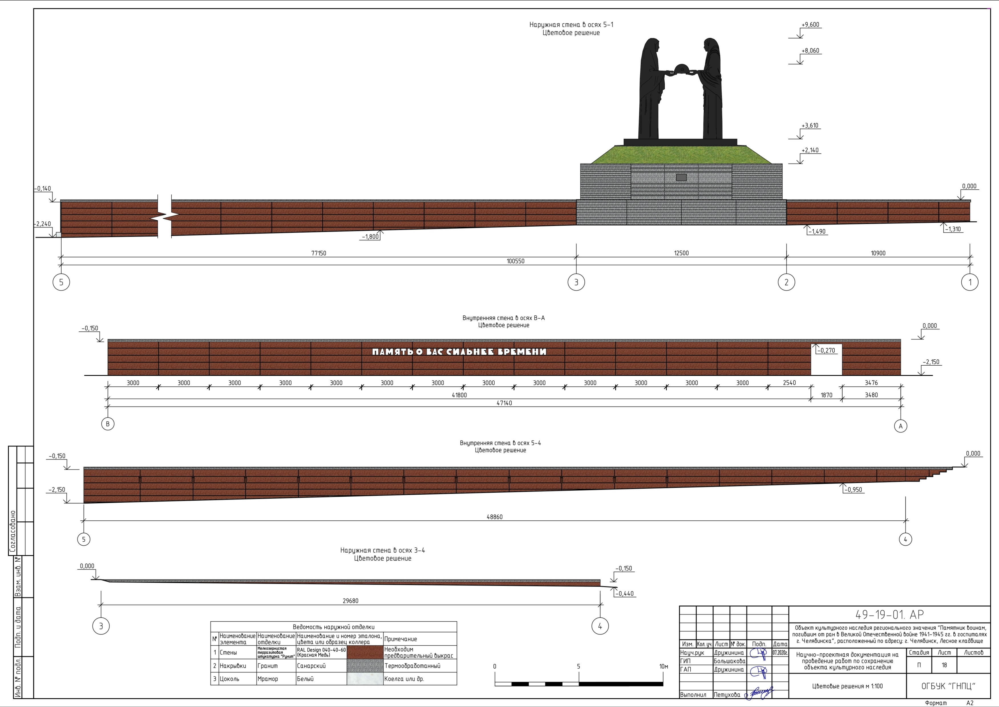 Наружная стена в осях 5-1
Цветовое решение
+9,600
+8,060
+3,610
+2,140
-0,140
0,000
-2,240
-1,800
-1,490
-1,310
77150
12500
10900
100550
5
3
2
1
Внутренняя стена в осях В-А
Цветовое решение
-0,150
0,000
ПАМЯТЬ О ВАС СИЛЬНЕЕ ВРЕМЕНИ
-0,270
-2,150
3000 3000 3000 3000 3000 3000 3000 3000 3000 3000 3000 3000 3000 2540 3476
41800 1870 3480
47140
В
А
Внутренняя стена в осях 5-4
Цветовое решение
-0,150
0,000
-2,150
-0,950
48860
5
4
Наружная стена в осях 3-4
Цветовое решение
0,000
-0,150
-0,440
29680
3
4
Ведомость наружной отделки
№ Наименование элемента Наименование отделки Наименование и номер эталона, цвета или образец коллера Примечание
1 Стены Мелкозернистая терразитовая штукатурка "Рунит" RAL Design 040-40-60 (Красная Медь) Необходим предварительный выкрас
2 Накрывки Гранит Санарский Термообработанный
3 Цоколь Мрамор Белый Коелга или др.
0 5 10м
49-19-01. АР
Объект культурного наследия регионального значения "Памятник воинам,
погибшим от ран в Великой Отечественной войне 1941-1945 гг. в госпиталях
г. Челябинска", расположенный по адресу: г. Челябинск, Лесное кладбище
Изм. Кол. уч. Лист № док. Подп. Дата
Науч.рук Дружинина 07.2020г.
ГИП Большакова
ГАП Дружинина
Выполнил Петухова
Научно-проектная документация на
проведение работ по сохранению
объекта культурного наследия
Стадия Лист Листов
П 18
Цветовые решения м 1:100
ОГБУК "ГНПЦ"
Формат А2
Согласовано
Взам. инв. №
Подп. и дата
Инв. № подл.